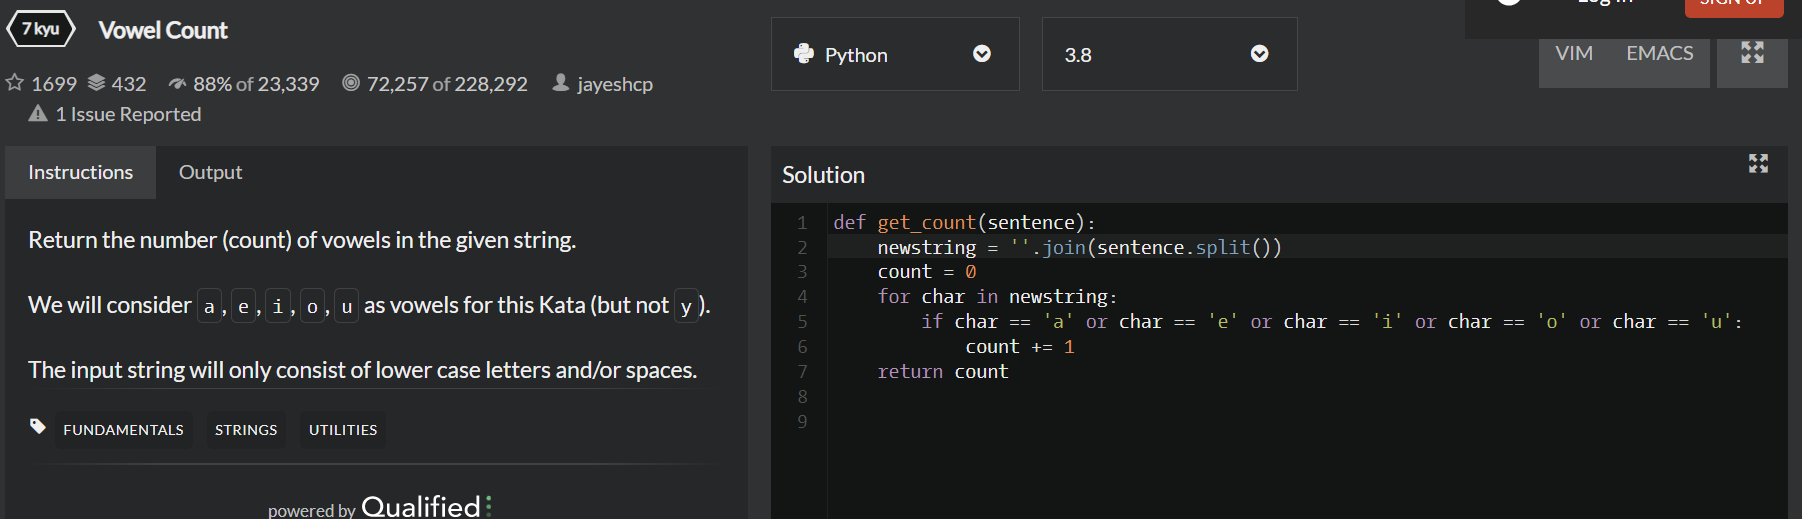 7 kyu Vowel Count
1699 432 88% of 23,339 72,257 of 228,292 jayeshcp
1 Issue Reported
Instructions Output
Return the number (count) of vowels in the given string.
We will consider a, e, i, o, u as vowels for this Kata (but not y).
The input string will only consist of lower case letters and/or spaces.
FUNDAMENTALS STRINGS UTILITIES
powered by Qualified
Python 3.8
VIM EMACS
Solution
1 def get_count(sentence):
2 newstring = ''.join(sentence.split())
3 count = 0
4 for char in newstring:
5 if char == 'a' or char == 'e' or char == 'i' or char == 'o' or char == 'u':
6 count += 1
7 return count
8
9